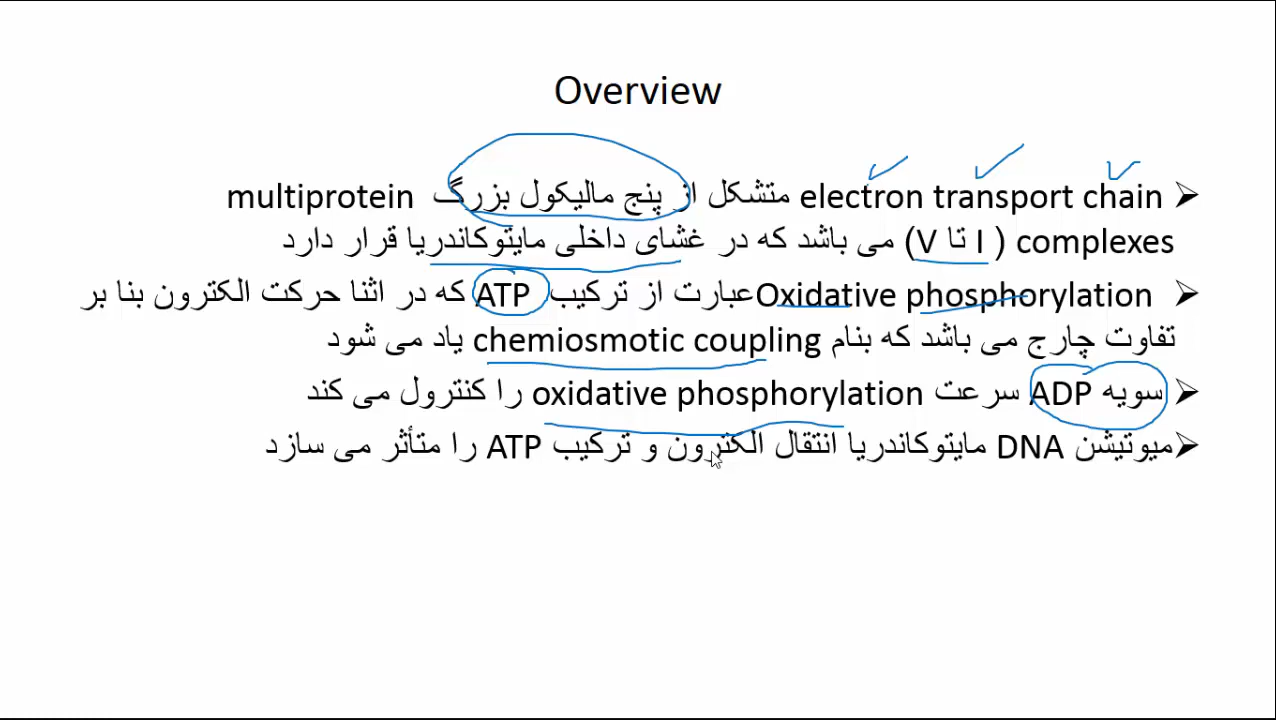 Overview
➢ electron transport chain متشکل از پنج مالیکول بزرگ multiprotein
complexes ( I تا V) می باشد که در غشای داخلی مایتوکاندریا قرار دارد
➢ Oxidative phosphorylation عبارت از ترکیب ATP که در اثنا حرکت الکترون بنا بر
تفاوت چارج می باشد که بنام chemiosmotic coupling یاد می شود
➢ سویه ADP سرعت oxidative phosphorylation را کنترول می کند
➢ میوتیشن DNA مایتوکاندریا انتقال الکترون و ترکیب ATP را متأثر می سازد